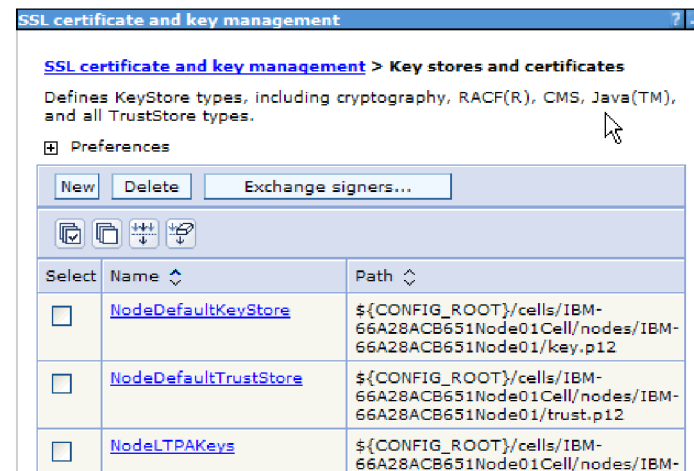 SSL certificate and key management ?
SSL certificate and key management > Key stores and certificates
Defines KeyStore types, including cryptography, RACF(R), CMS, Java(TM),
and all TrustStore types.
Preferences
New Delete Exchange signers...
Select Name Path
NodeDefaultKeyStore ${CONFIG_ROOT}/cells/IBM-
66A28ACB651Node01Cell/nodes/IBM-
66A28ACB651Node01/key.p12
NodeDefaultTrustStore ${CONFIG_ROOT}/cells/IBM-
66A28ACB651Node01Cell/nodes/IBM-
66A28ACB651Node01/trust.p12
NodeLTPAKeys ${CONFIG_ROOT}/cells/IBM-
66A28ACB651Node01Cell/nodes/IBM-